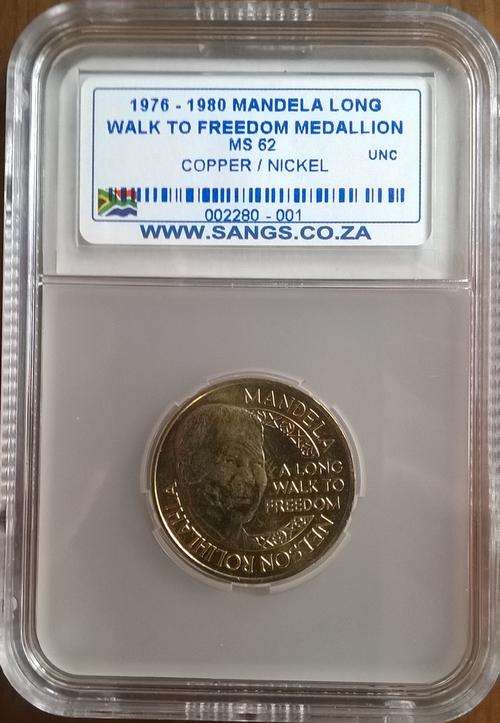 1976 - 1980 MANDELA LONG
WALK TO FREEDOM MEDALLION
MS 62
UNC
COPPER / NICKEL
002280 - 001
WWW.SANGS.CO.ZA
MANDELA
A LONG
WALK TO
FREEDOM
NELSON ROLIHLAHLA